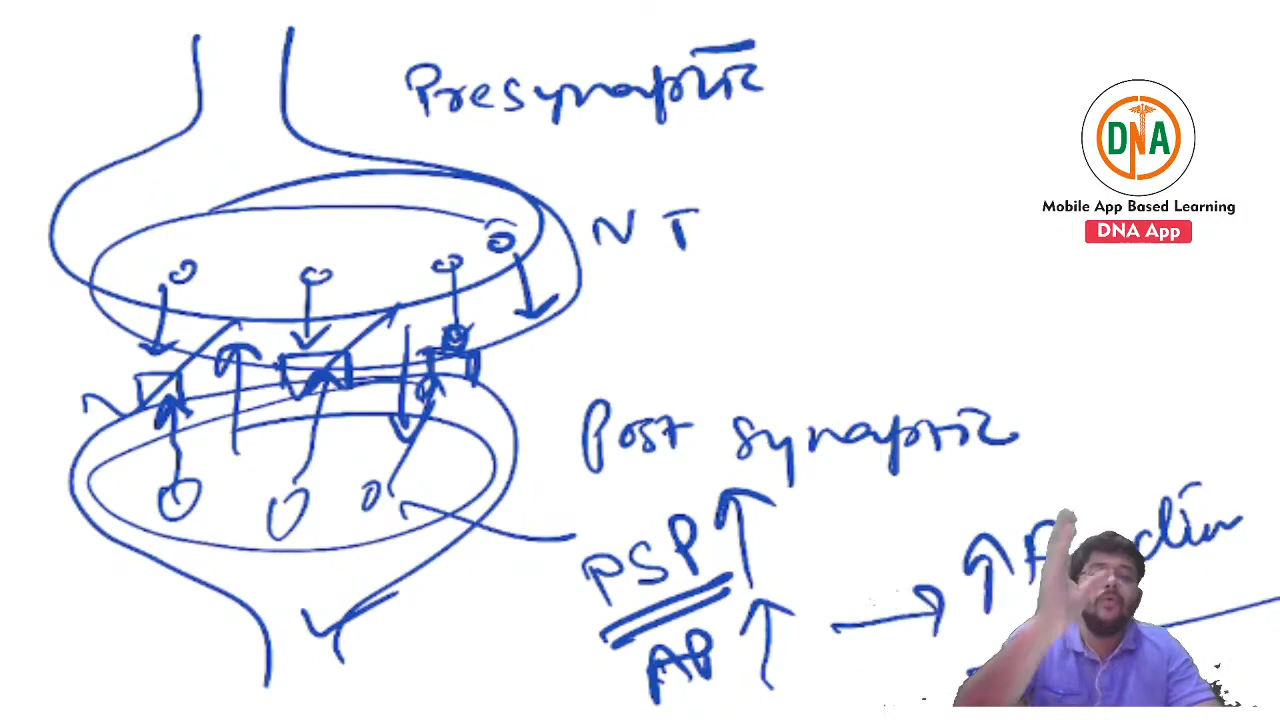 Presynaptic
DNA
Mobile App Based Learning
DNA App
NT
Post synaptic
PSP
AP